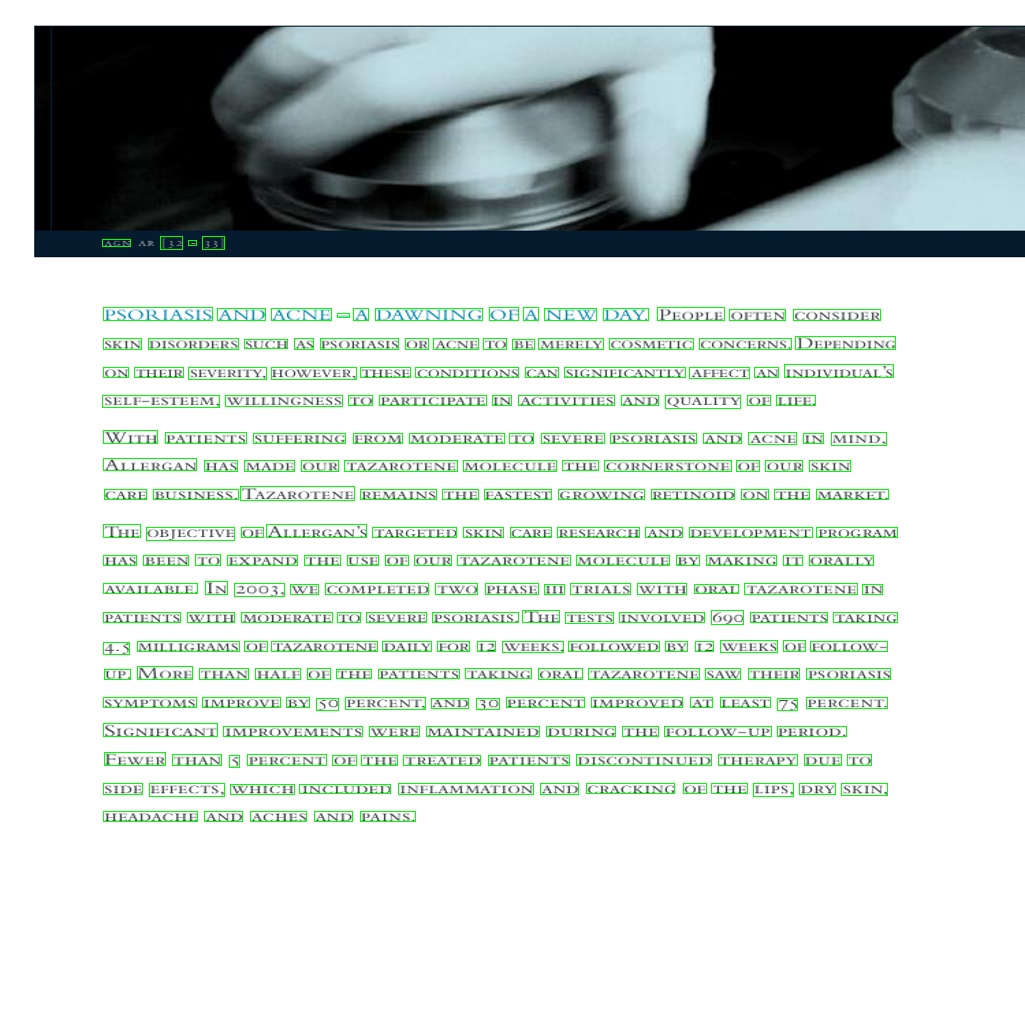 AGN AR [32 – 33]
PSORIASIS AND ACNE – A DAWNING OF A NEW DAY. People often consider
skin disorders such as psoriasis or acne to be merely cosmetic concerns. Depending
on their severity, however, these conditions can significantly affect an individual's
self-esteem, willingness to participate in activities and quality of life.
With patients suffering from moderate to severe psoriasis and acne in mind,
Allergan has made our tazarotene molecule the cornerstone of our skin
care business. Tazarotene remains the fastest growing retinoid on the market.
The objective of Allergan's targeted skin care research and development program
has been to expand the use of our tazarotene molecule by making it orally
available. In 2003, we completed two phase III trials with oral tazarotene in
patients with moderate to severe psoriasis. The tests involved 690 patients taking
4.5 milligrams of tazarotene daily for 12 weeks, followed by 12 weeks of follow-
up. More than half of the patients taking oral tazarotene saw their psoriasis
symptoms improve by 50 percent, and 30 percent improved at least 75 percent.
Significant improvements were maintained during the follow-up period.
Fewer than 5 percent of the treated patients discontinued therapy due to
side effects, which included inflammation and cracking of the lips, dry skin,
headache and aches and pains.